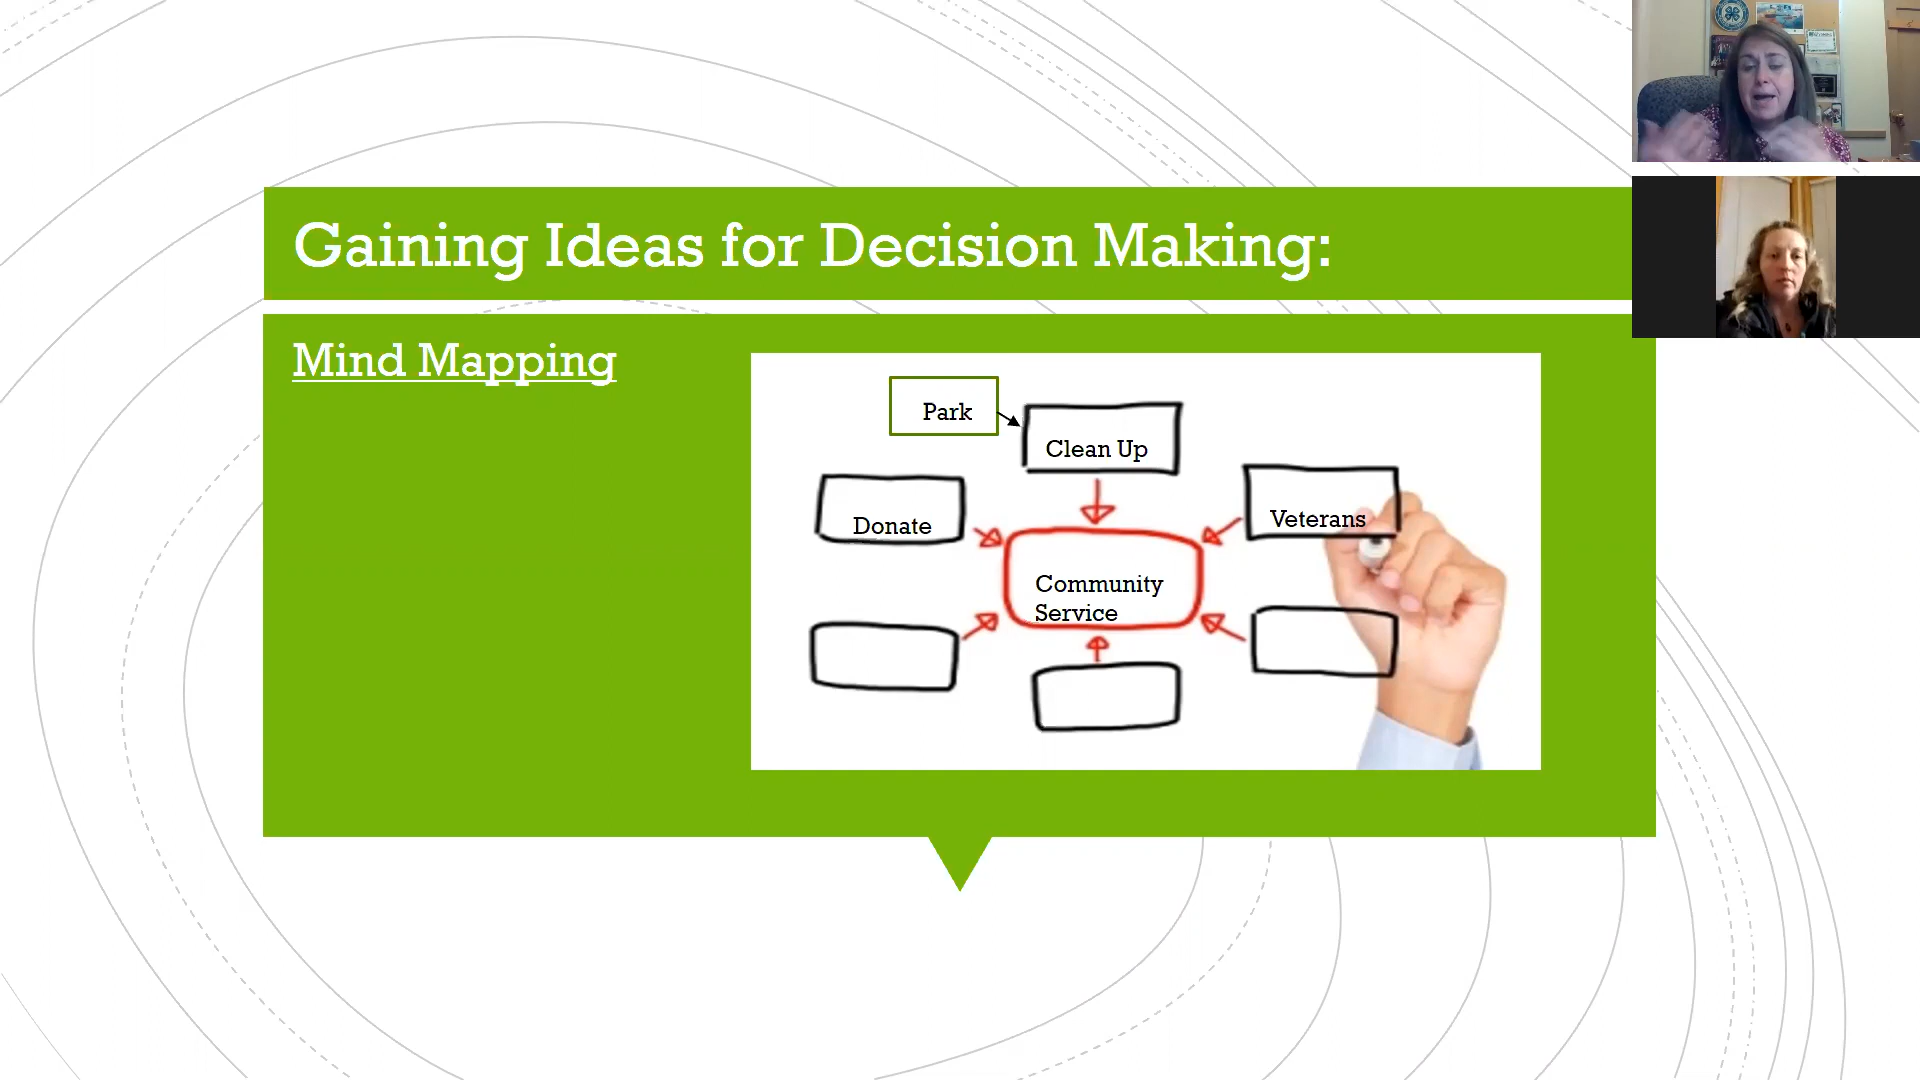 Gaining Ideas for Decision Making:
Mind Mapping
Park
Clean Up
Donate
Veterans
Community
Service